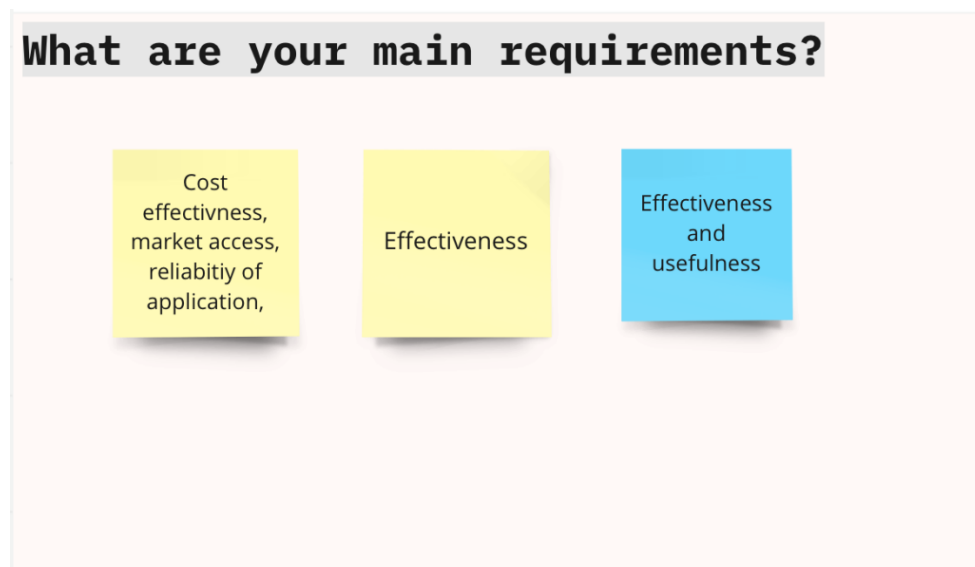 What are your main requirements?
Cost
effectivness,
market access,
reliabitiy of
application,
Effectiveness
Effectiveness
and
usefulness